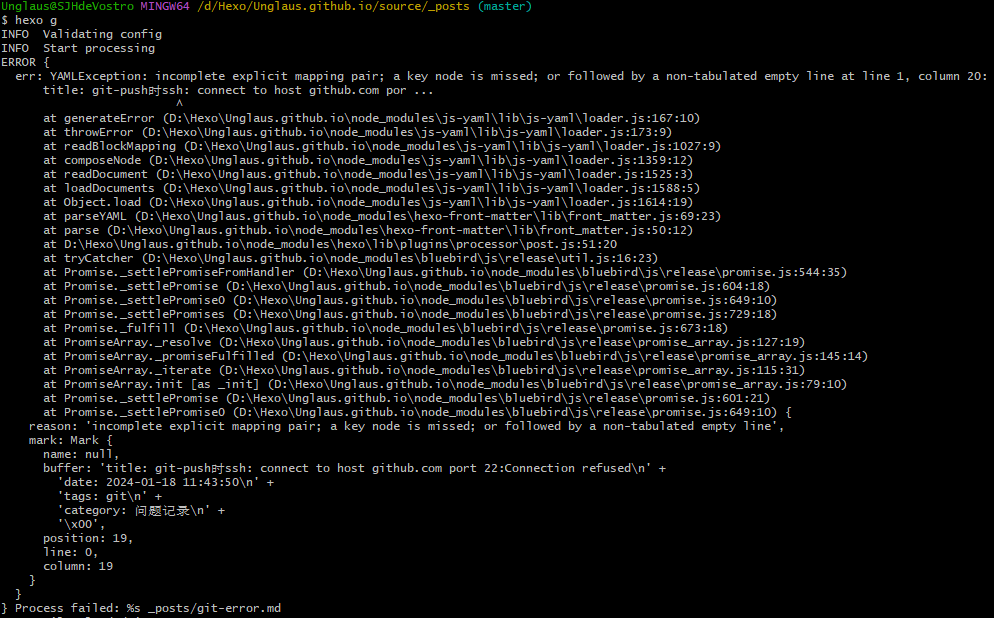 Unglaus@SJHdeVostro MINGW64 /d/Hexo/Unglaus.github.io/source/_posts (master)
$ hexo g
INFO  Validating config
INFO  Start processing
ERROR {
  err: YAMLException: incomplete explicit mapping pair; a key node is missed; or followed by a non-tabulated empty line at line 1, column 20:
      title: git-push时ssh: connect to host github.com por ...
                         ^
      at generateError (D:\Hexo\Unglaus.github.io\node_modules\js-yaml\lib\js-yaml\loader.js:167:10)
      at throwError (D:\Hexo\Unglaus.github.io\node_modules\js-yaml\lib\js-yaml\loader.js:173:9)
      at readBlockMapping (D:\Hexo\Unglaus.github.io\node_modules\js-yaml\lib\js-yaml\loader.js:1027:9)
      at composeNode (D:\Hexo\Unglaus.github.io\node_modules\js-yaml\lib\js-yaml\loader.js:1359:12)
      at readDocument (D:\Hexo\Unglaus.github.io\node_modules\js-yaml\lib\js-yaml\loader.js:1525:3)
      at loadDocuments (D:\Hexo\Unglaus.github.io\node_modules\js-yaml\lib\js-yaml\loader.js:1588:5)
      at Object.load (D:\Hexo\Unglaus.github.io\node_modules\js-yaml\lib\js-yaml\loader.js:1614:19)
      at parseYAML (D:\Hexo\Unglaus.github.io\node_modules\hexo-front-matter\lib\front_matter.js:69:23)
      at parse (D:\Hexo\Unglaus.github.io\node_modules\hexo-front-matter\lib\front_matter.js:50:12)
      at D:\Hexo\Unglaus.github.io\node_modules\hexo\lib\plugins\processor\post.js:51:20
      at tryCatcher (D:\Hexo\Unglaus.github.io\node_modules\bluebird\js\release\util.js:16:23)
      at Promise._settlePromiseFromHandler (D:\Hexo\Unglaus.github.io\node_modules\bluebird\js\release\promise.js:544:35)
      at Promise._settlePromise (D:\Hexo\Unglaus.github.io\node_modules\bluebird\js\release\promise.js:604:18)
      at Promise._settlePromise0 (D:\Hexo\Unglaus.github.io\node_modules\bluebird\js\release\promise.js:649:10)
      at Promise._settlePromises (D:\Hexo\Unglaus.github.io\node_modules\bluebird\js\release\promise.js:729:18)
      at Promise._fulfill (D:\Hexo\Unglaus.github.io\node_modules\bluebird\js\release\promise.js:673:18)
      at PromiseArray._resolve (D:\Hexo\Unglaus.github.io\node_modules\bluebird\js\release\promise_array.js:127:19)
      at PromiseArray._promiseFulfilled (D:\Hexo\Unglaus.github.io\node_modules\bluebird\js\release\promise_array.js:145:14)
      at PromiseArray._iterate (D:\Hexo\Unglaus.github.io\node_modules\bluebird\js\release\promise_array.js:115:31)
      at PromiseArray.init [as _init] (D:\Hexo\Unglaus.github.io\node_modules\bluebird\js\release\promise_array.js:79:10)
      at Promise._settlePromise (D:\Hexo\Unglaus.github.io\node_modules\bluebird\js\release\promise.js:601:21)
      at Promise._settlePromise0 (D:\Hexo\Unglaus.github.io\node_modules\bluebird\js\release\promise.js:649:10) {
    reason: 'incomplete explicit mapping pair; a key node is missed; or followed by a non-tabulated empty line',
    mark: Mark {
      name: null,
      buffer: 'title: git-push时ssh: connect to host github.com port 22:Connection refused\n' +
        'date: 2024-01-18 11:43:50\n' +
        'tags: git\n' +
        'category: 问题记录\n' +
        '\x00',
      position: 19,
      line: 0,
      column: 19
    }
  }
} Process failed: %s _posts/git-error.md